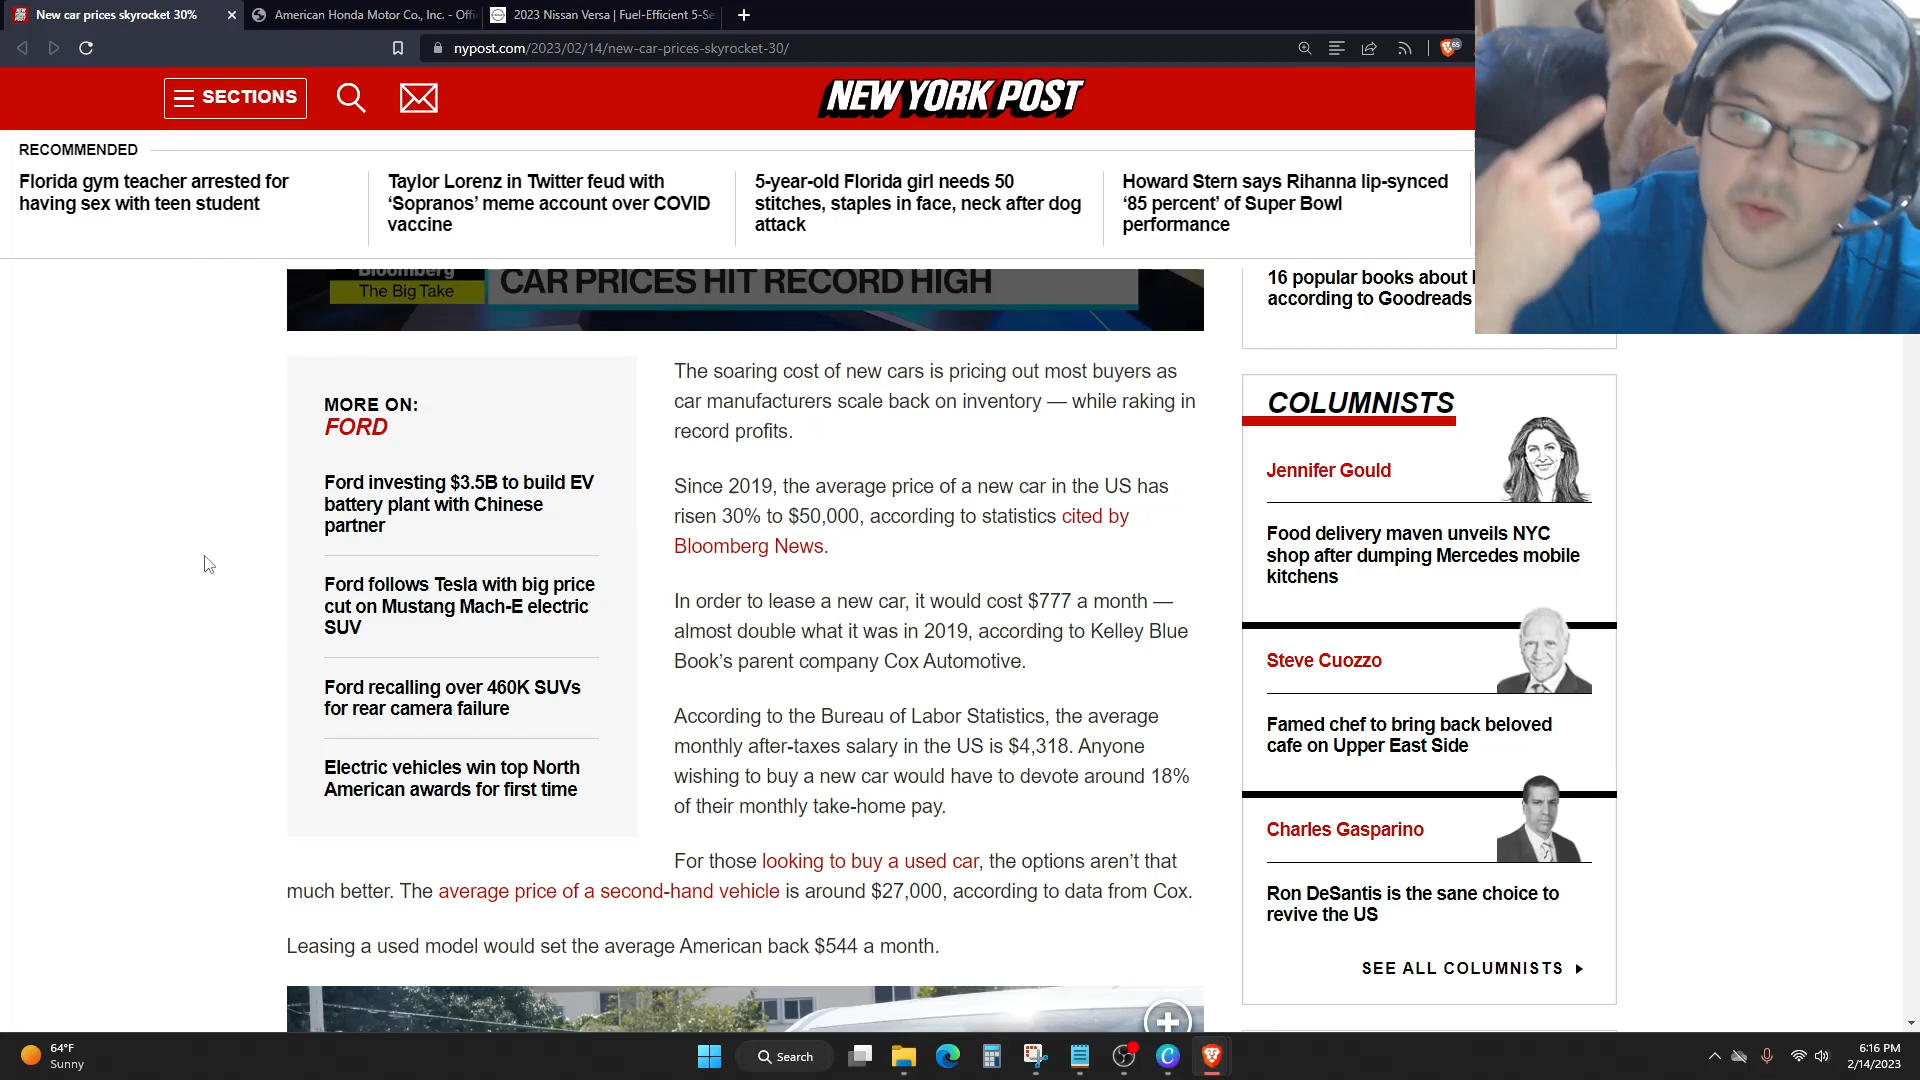 New car prices skyrocket 30%
American Honda Motor Co., Inc. - Offi
2023 Nissan Versa | Fuel-Efficient 5-Se
nypost.com/2023/02/14/new-car-prices-skyrocket-30/
65
SECTIONS
NEW YORK POST
RECOMMENDED
Florida gym teacher arrested for
having sex with teen student
Taylor Lorenz in Twitter feud with
‘Sopranos’ meme account over COVID
vaccine
5-year-old Florida girl needs 50
stitches, staples in face, neck after dog
attack
Howard Stern says Rihanna lip-synced
‘85 percent’ of Super Bowl
performance
Bloomberg
The Big Take
CAR PRICES HIT RECORD HIGH
16 popular books about
according to Goodreads
MORE ON:
FORD
Ford investing $3.5B to build EV
battery plant with Chinese
partner
Ford follows Tesla with big price
cut on Mustang Mach-E electric
SUV
Ford recalling over 460K SUVs
for rear camera failure
Electric vehicles win top North
American awards for first time
The soaring cost of new cars is pricing out most buyers as
car manufacturers scale back on inventory — while raking in
record profits.
Since 2019, the average price of a new car in the US has
risen 30% to $50,000, according to statistics cited by
Bloomberg News.
In order to lease a new car, it would cost $777 a month —
almost double what it was in 2019, according to Kelley Blue
Book’s parent company Cox Automotive.
According to the Bureau of Labor Statistics, the average
monthly after-taxes salary in the US is $4,318. Anyone
wishing to buy a new car would have to devote around 18%
of their monthly take-home pay.
For those looking to buy a used car, the options aren’t that
much better. The average price of a second-hand vehicle is around $27,000, according to data from Cox.
Leasing a used model would set the average American back $544 a month.
COLUMNISTS
Jennifer Gould
Food delivery maven unveils NYC
shop after dumping Mercedes mobile
kitchens
Steve Cuozzo
Famed chef to bring back beloved
cafe on Upper East Side
Charles Gasparino
Ron DeSantis is the sane choice to
revive the US
SEE ALL COLUMNISTS
64°F
Sunny
Search
6:16 PM
2/14/2023